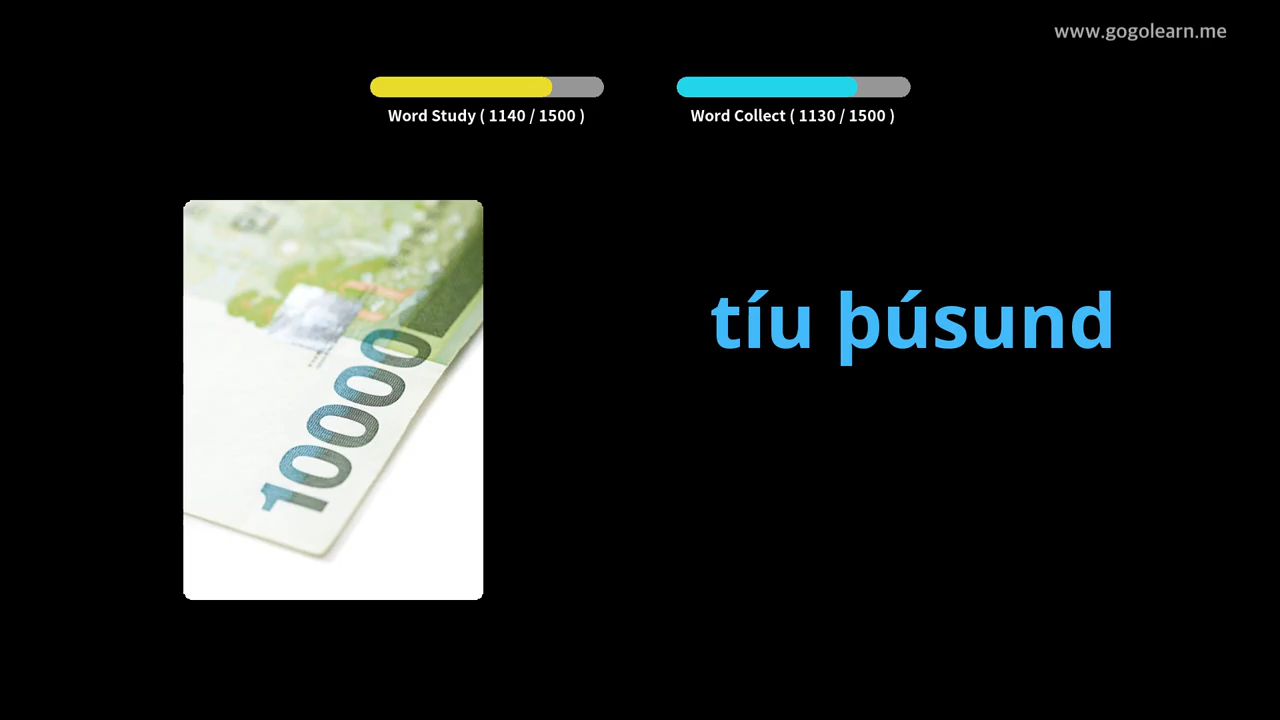 www.gogolearn.me
Word Study ( 1140 / 1500 )
Word Collect ( 1130 / 1500 )
tíu þúsund
10000